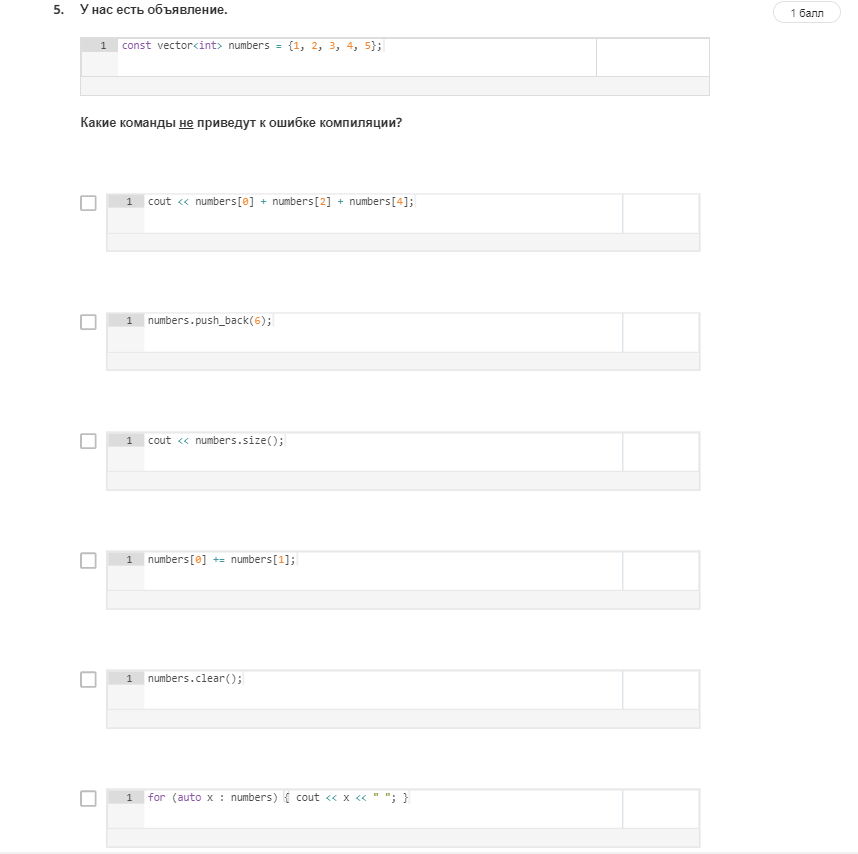 5. У нас есть объявление.
1 балл
1 const vector<int> numbers = {1, 2, 3, 4, 5};
Какие команды не приведут к ошибке компиляции?
1 cout << numbers[0] + numbers[2] + numbers[4];
1 numbers.push_back(6);
1 cout << numbers.size();
1 numbers[0] += numbers[1];
1 numbers.clear();
1 for (auto x : numbers) { cout << x << " "; }